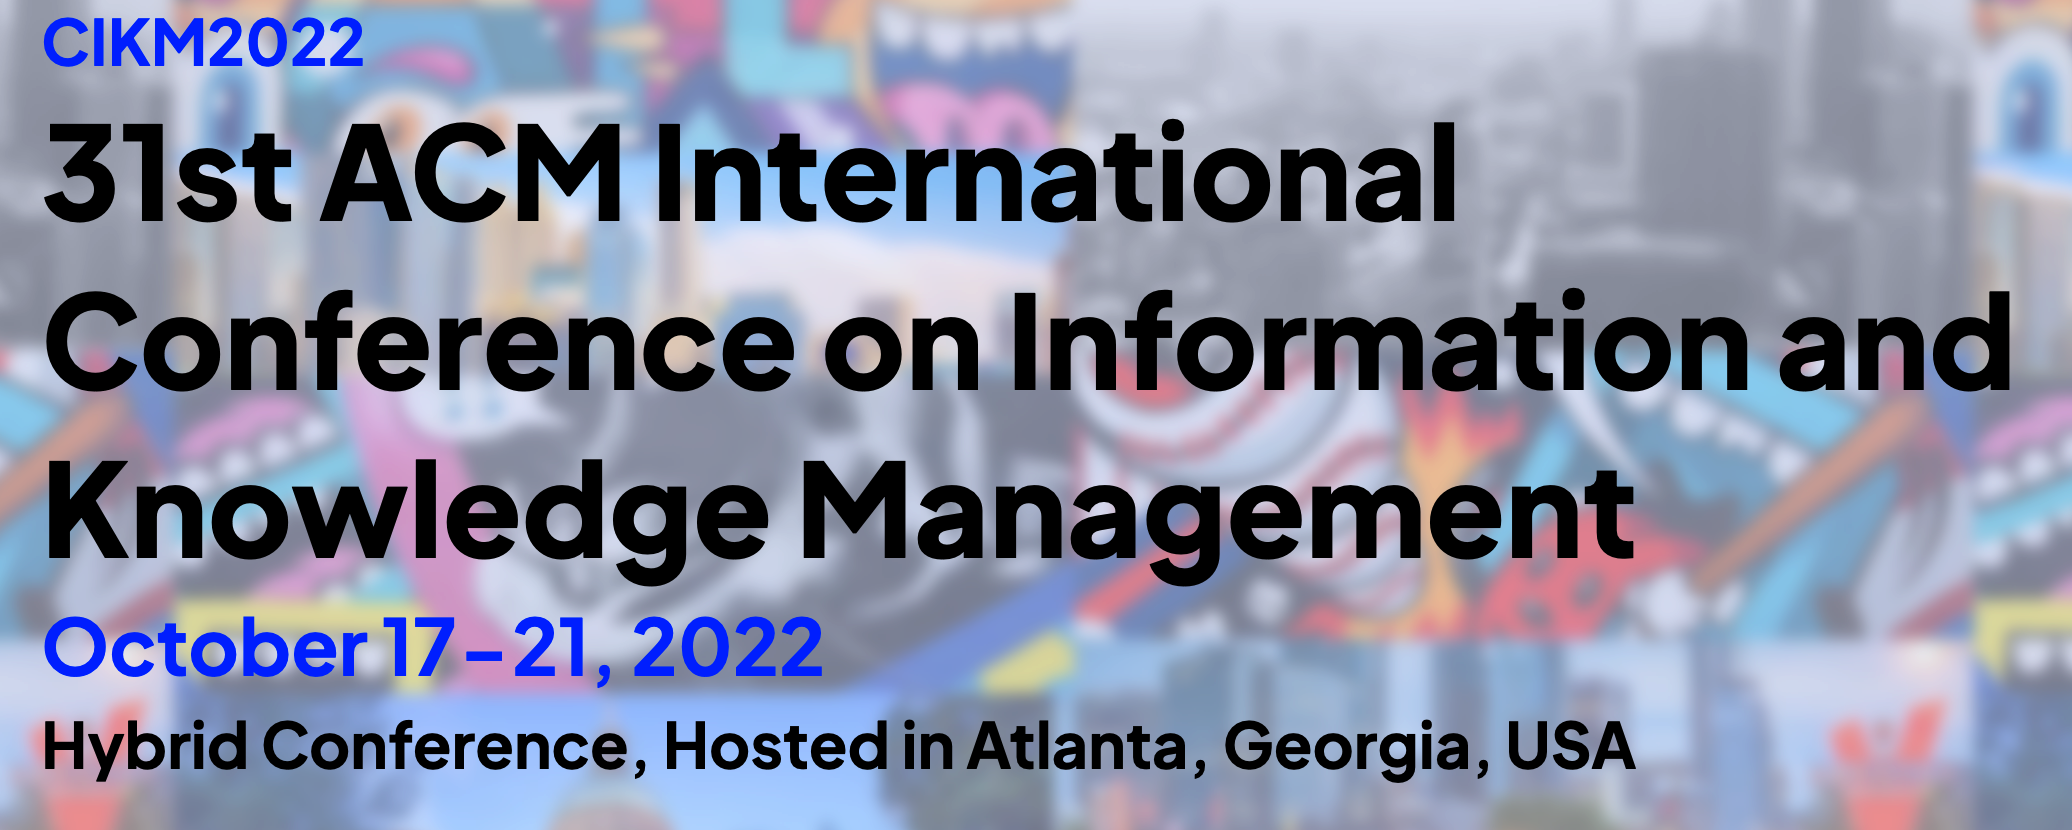 CIKM2022
31st ACM International
Conference on Information and
Knowledge Management
October 17–21, 2022
Hybrid Conference, Hosted in Atlanta, Georgia, USA